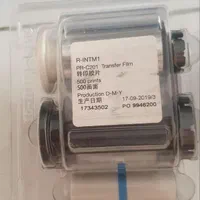 R-INTM1
PR-C201 Transfer Film
转印胶片
500 prints
500画面
Production D-M-Y
生产日期
17-09-2019/3
17343502
PO 9946200